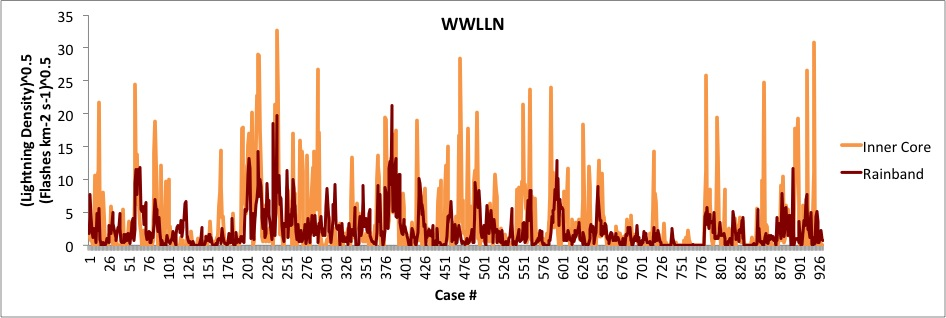 WWLLN
(Lightning Density)^0.5
(Flashes km-2 s-1)^0.5
35
30
25
20
15
10
5
0
1 26 51 76 101 126 151 176 201 226 251 276 301 326 351 376 401 426 451 476 501 526 551 576 601 626 651 676 701 726 751 776 801 826 851 876 901 926
Case #
Inner Core
Rainband